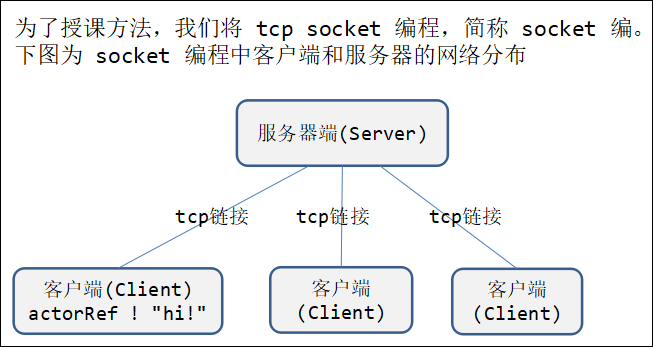 为了授课方法，我们将 tcp socket 编程，简称 socket 编。
下图为 socket 编程中客户端和服务器的网络分布
服务器端(Server)
tcp链接
tcp链接
tcp链接
客户端(Client)
actorRef ! "hi!"
客户端
(Client)
客户端
(Client)